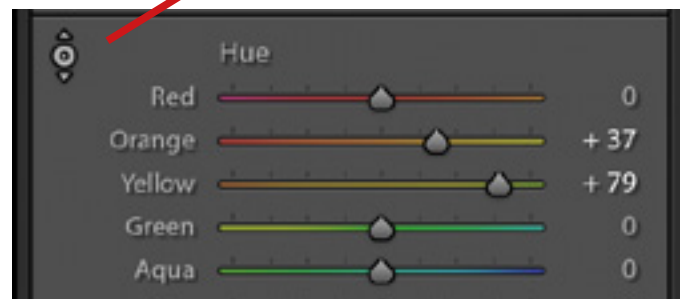 Hue
Red 0
Orange + 37
Yellow + 79
Green 0
Aqua 0